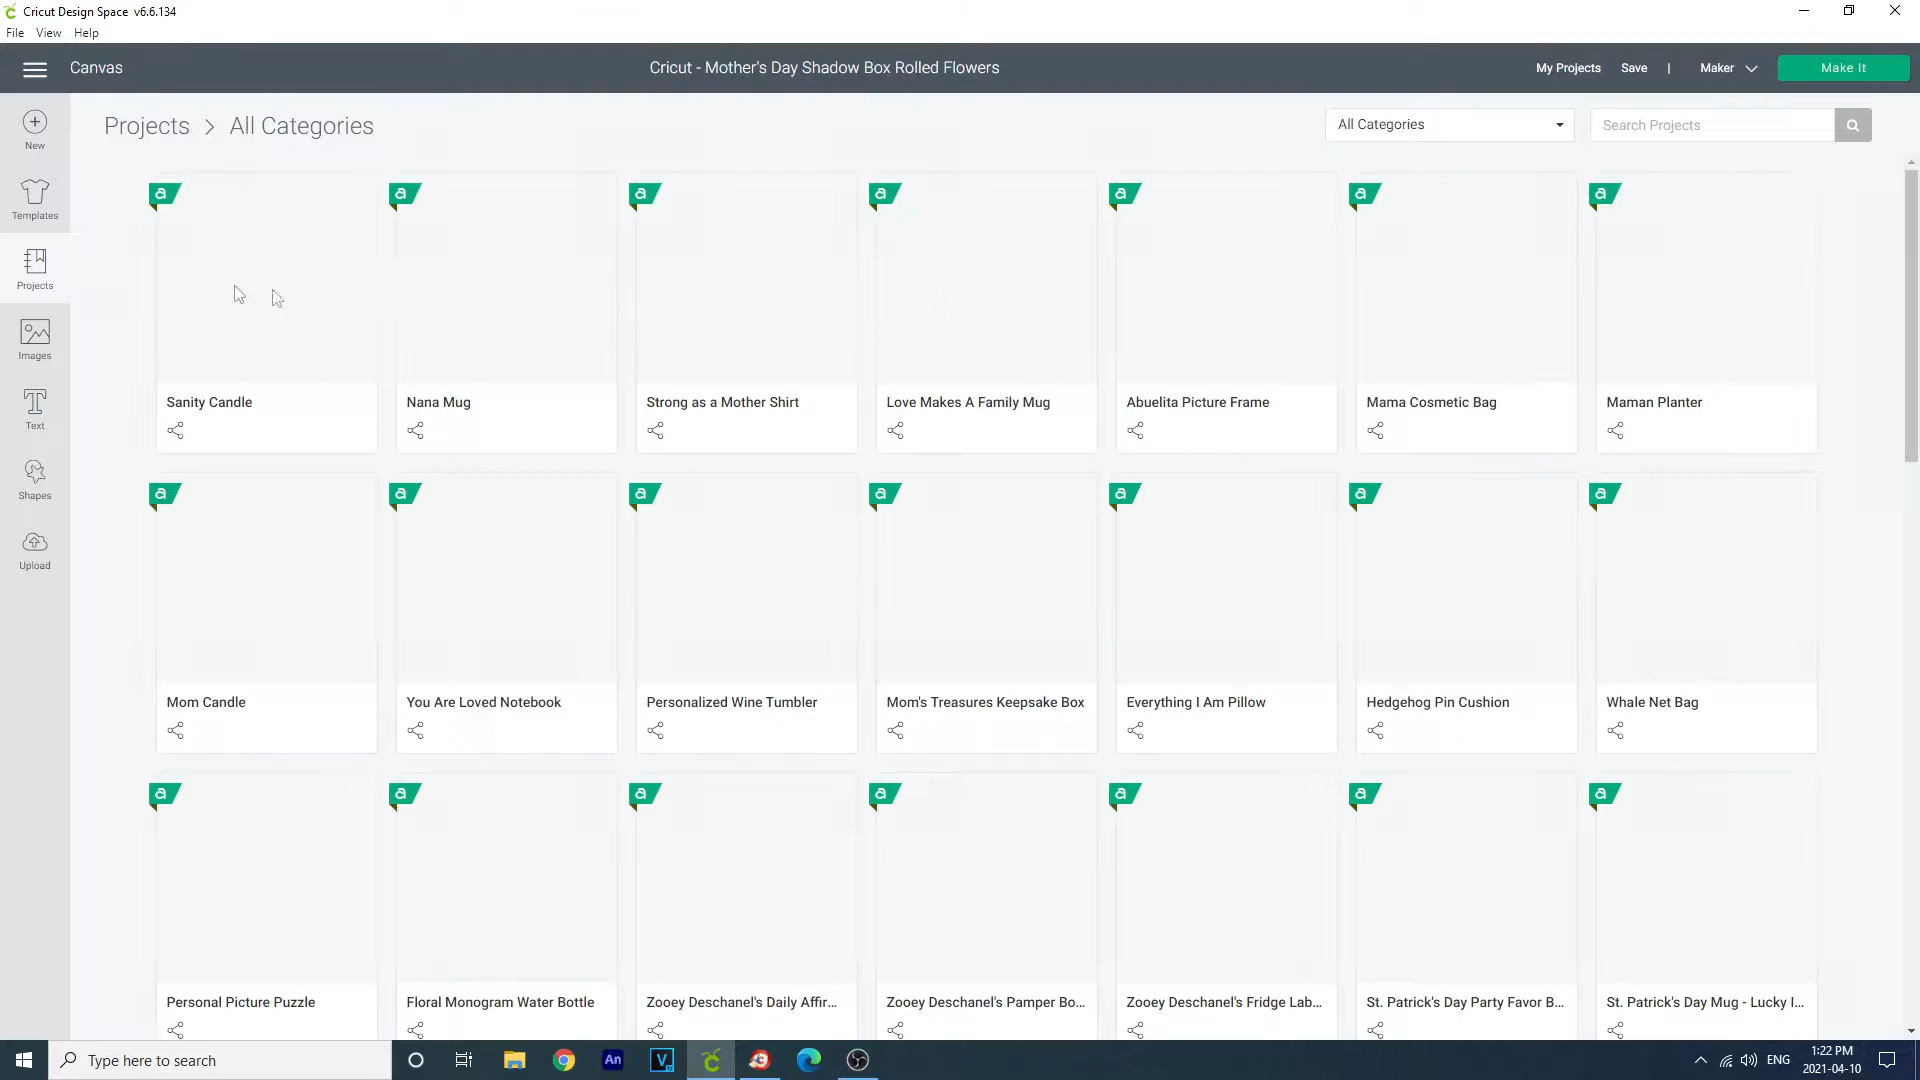 Cricut Design Space v6.6.134
File View Help
Canvas
Cricut - Mother's Day Shadow Box Rolled Flowers
My Projects Save | Maker Make It
New
Templates
Projects
Images
Text
Shapes
Upload
Projects > All Categories
All Categories
Search Projects
a a a a a a a
Sanity Candle
Nana Mug
Strong as a Mother Shirt
Love Makes A Family Mug
Abuelita Picture Frame
Mama Cosmetic Bag
Maman Planter
a a a a a a a
Mom Candle
You Are Loved Notebook
Personalized Wine Tumbler
Mom's Treasures Keepsake Box
Everything I Am Pillow
Hedgehog Pin Cushion
Whale Net Bag
a a a a a a a
Personal Picture Puzzle
Floral Monogram Water Bottle
Zooey Deschanel's Daily Affir...
Zooey Deschanel's Pamper Bo...
Zooey Deschanel's Fridge Lab...
St. Patrick's Day Party Favor B...
St. Patrick's Day Mug - Lucky I...
Type here to search
An
V
ENG
1:22 PM
2021-04-10